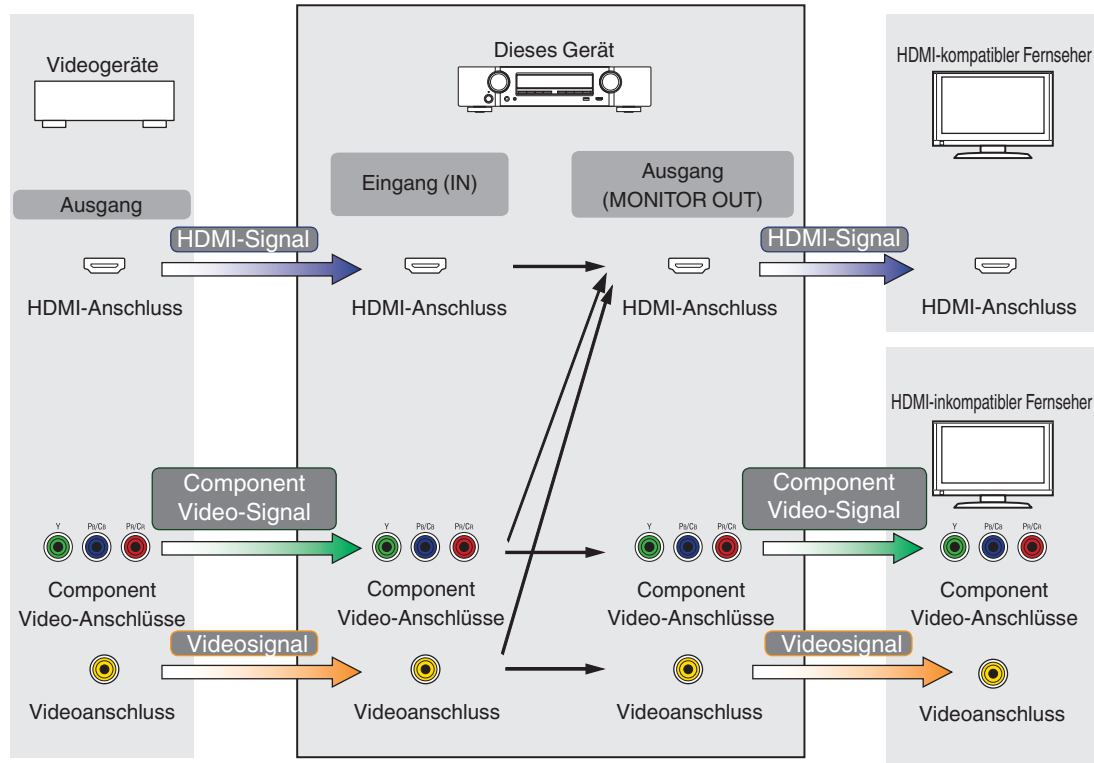 Dieses Gerät
Videogeräte
HDMI-kompatibler Fernseher
Ausgang
Eingang (IN)
Ausgang
(MONITOR OUT)
HDMI-Signal
HDMI-Signal
HDMI-Anschluss
HDMI-Anschluss
HDMI-Anschluss
HDMI-Anschluss
HDMI-inkompatibler Fernseher
Component
Video-Signal
Component
Video-Signal
Y PB/CB PR/CR
Y PB/CB PR/CR
Y PB/CB PR/CR
Y PB/CB PR/CR
Component
Video-Anschlüsse
Component
Video-Anschlüsse
Component
Video-Anschlüsse
Component
Video-Anschlüsse
Videosignal
Videosignal
Videoanschluss
Videoanschluss
Videoanschluss
Videoanschluss